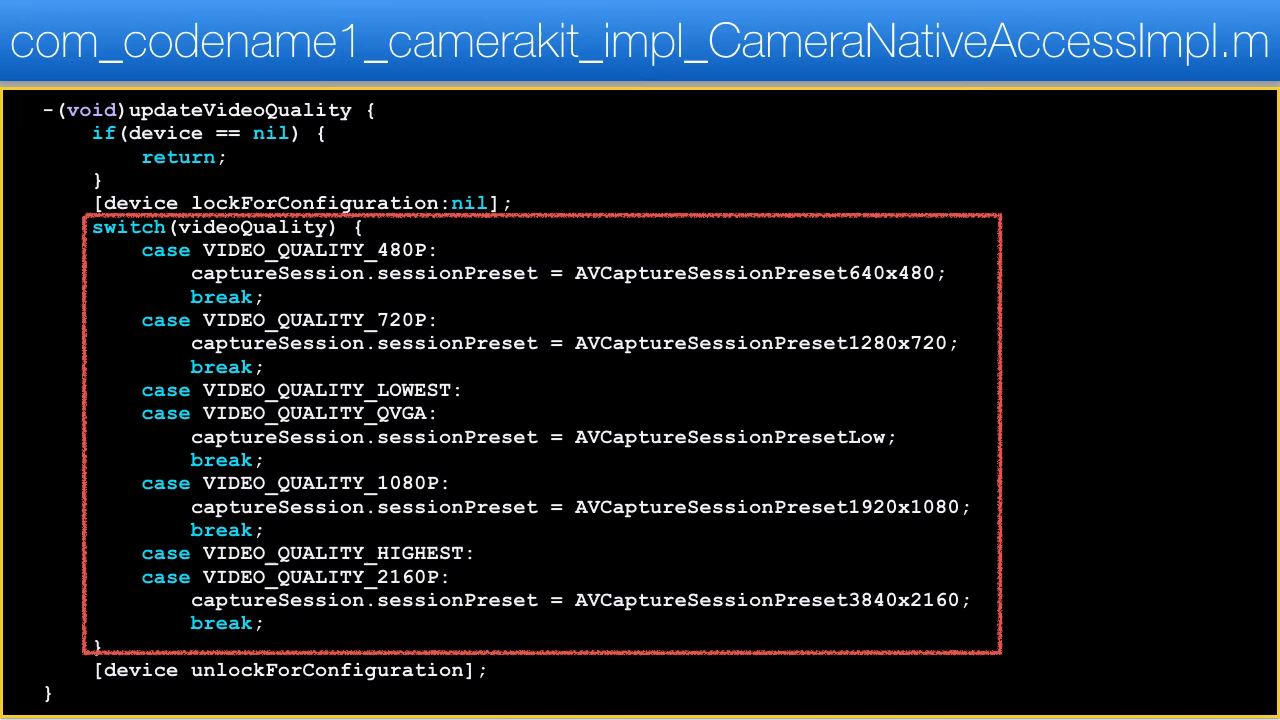 com_codename1_camerakit_impl_CameraNativeAccessImpl.m
-(void)updateVideoQuality {
    if(device == nil) {
        return;
    }
    [device lockForConfiguration:nil];
    switch(videoQuality) {
        case VIDEO_QUALITY_480P:
            captureSession.sessionPreset = AVCaptureSessionPreset640x480;
            break;
        case VIDEO_QUALITY_720P:
            captureSession.sessionPreset = AVCaptureSessionPreset1280x720;
            break;
        case VIDEO_QUALITY_LOWEST:
        case VIDEO_QUALITY_QVGA:
            captureSession.sessionPreset = AVCaptureSessionPresetLow;
            break;
        case VIDEO_QUALITY_1080P:
            captureSession.sessionPreset = AVCaptureSessionPreset1920x1080;
            break;
        case VIDEO_QUALITY_HIGHEST:
        case VIDEO_QUALITY_2160P:
            captureSession.sessionPreset = AVCaptureSessionPreset3840x2160;
            break;
    }
    [device unlockForConfiguration];
}